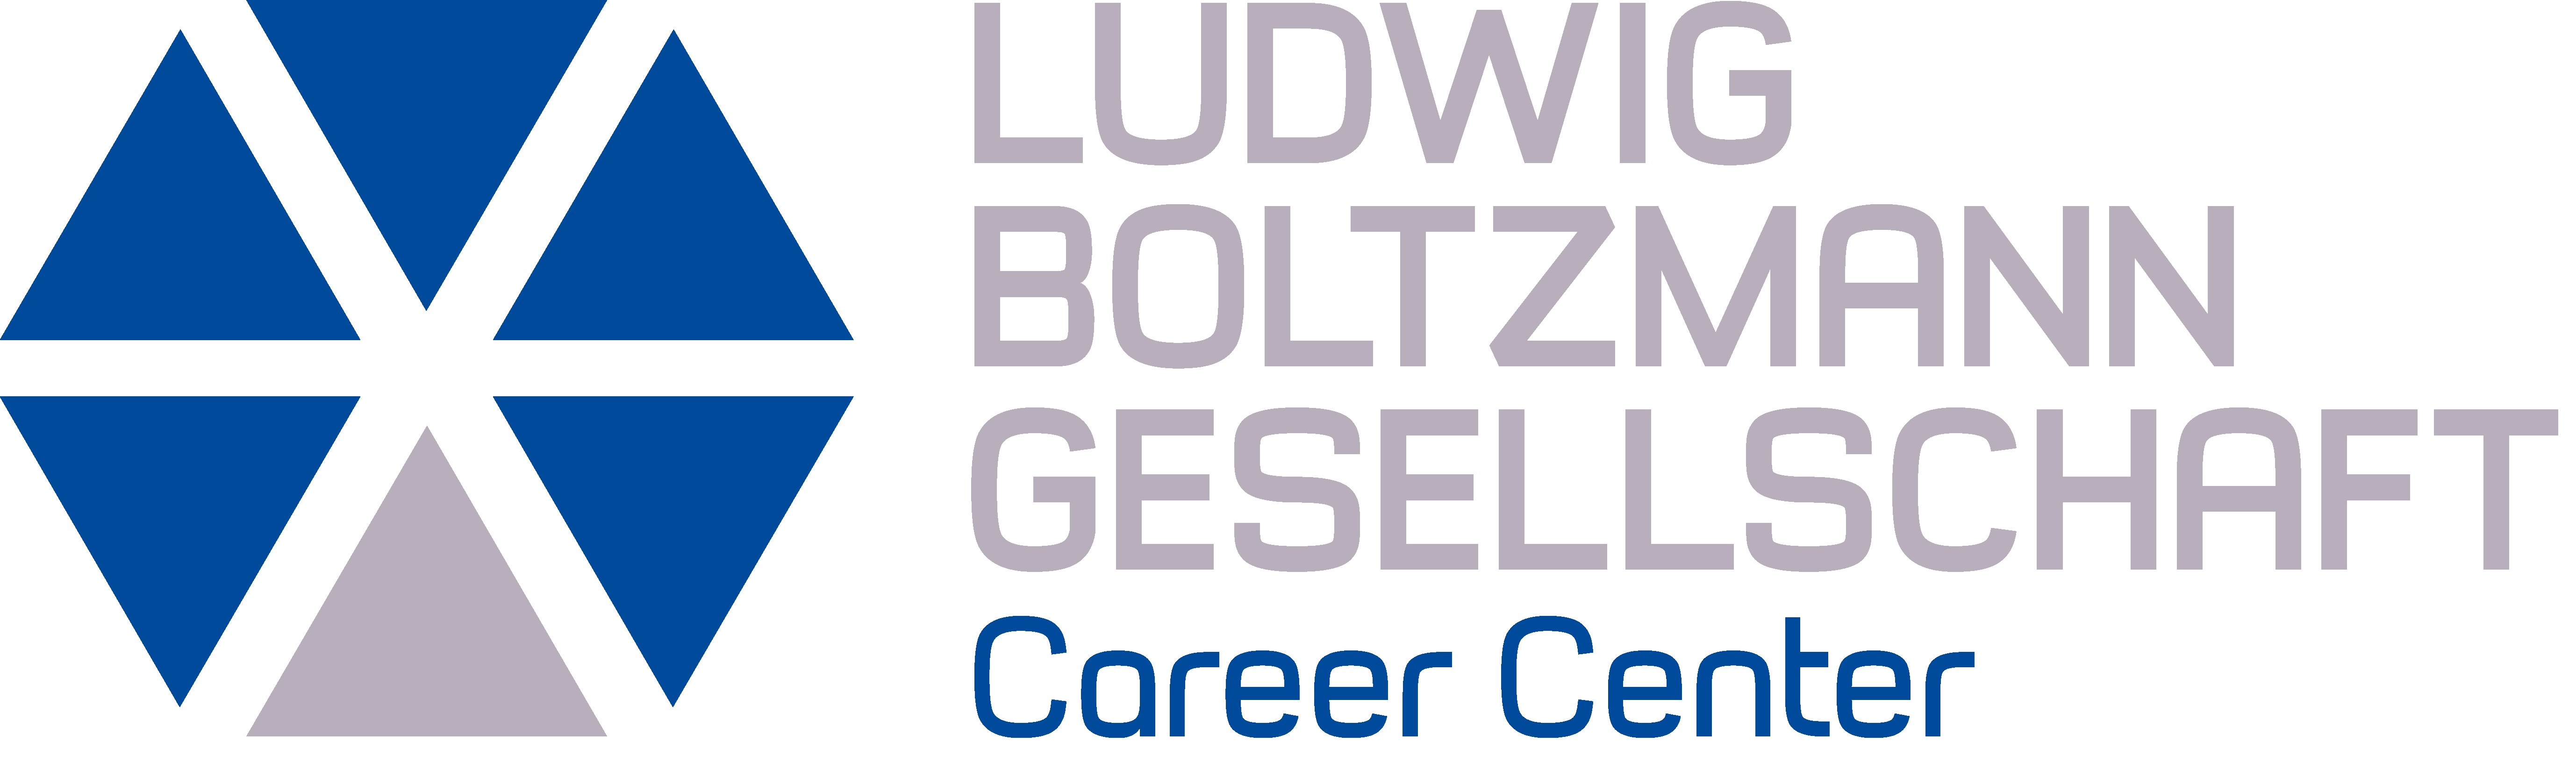 LUDWIG
BOLTZMANN
GESELLSCHAFT
Career Center